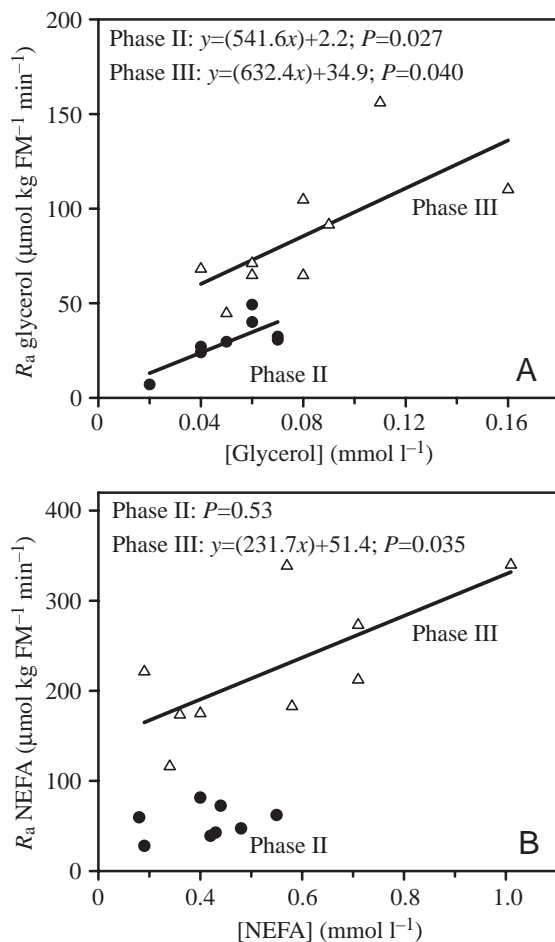 Phase II: y=(541.6x)+2.2; P=0.027
Phase III: y=(632.4x)+34.9; P=0.040
200
150
100
50
0
Rₐ glycerol (μmol kg FM⁻¹ min⁻¹)
Phase III
Phase II
A
0 0.04 0.08 0.12 0.16
[Glycerol] (mmol l⁻¹)
Phase II: P=0.53
Phase III: y=(231.7x)+51.4; P=0.035
400
300
200
100
0
Rₐ NEFA (μmol kg FM⁻¹ min⁻¹)
Phase III
Phase II
B
0 0.4 0.6 0.8 1.0
[NEFA] (mmol l⁻¹)